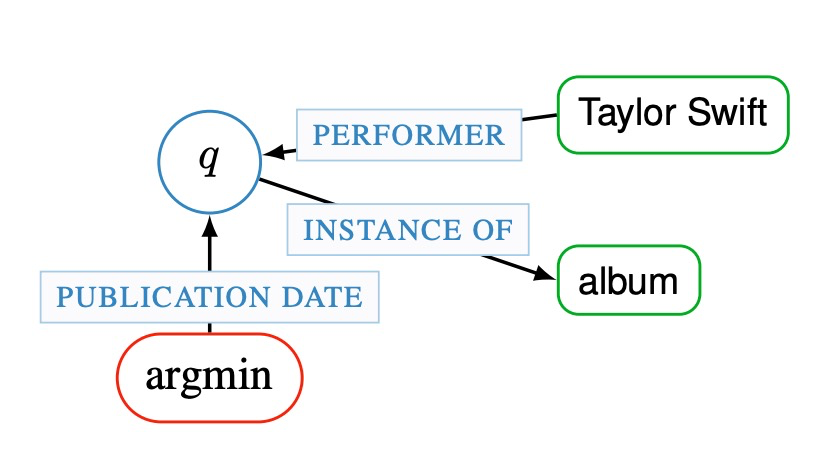 Taylor Swift
PERFORMER
q
INSTANCE OF
album
PUBLICATION DATE
argmin